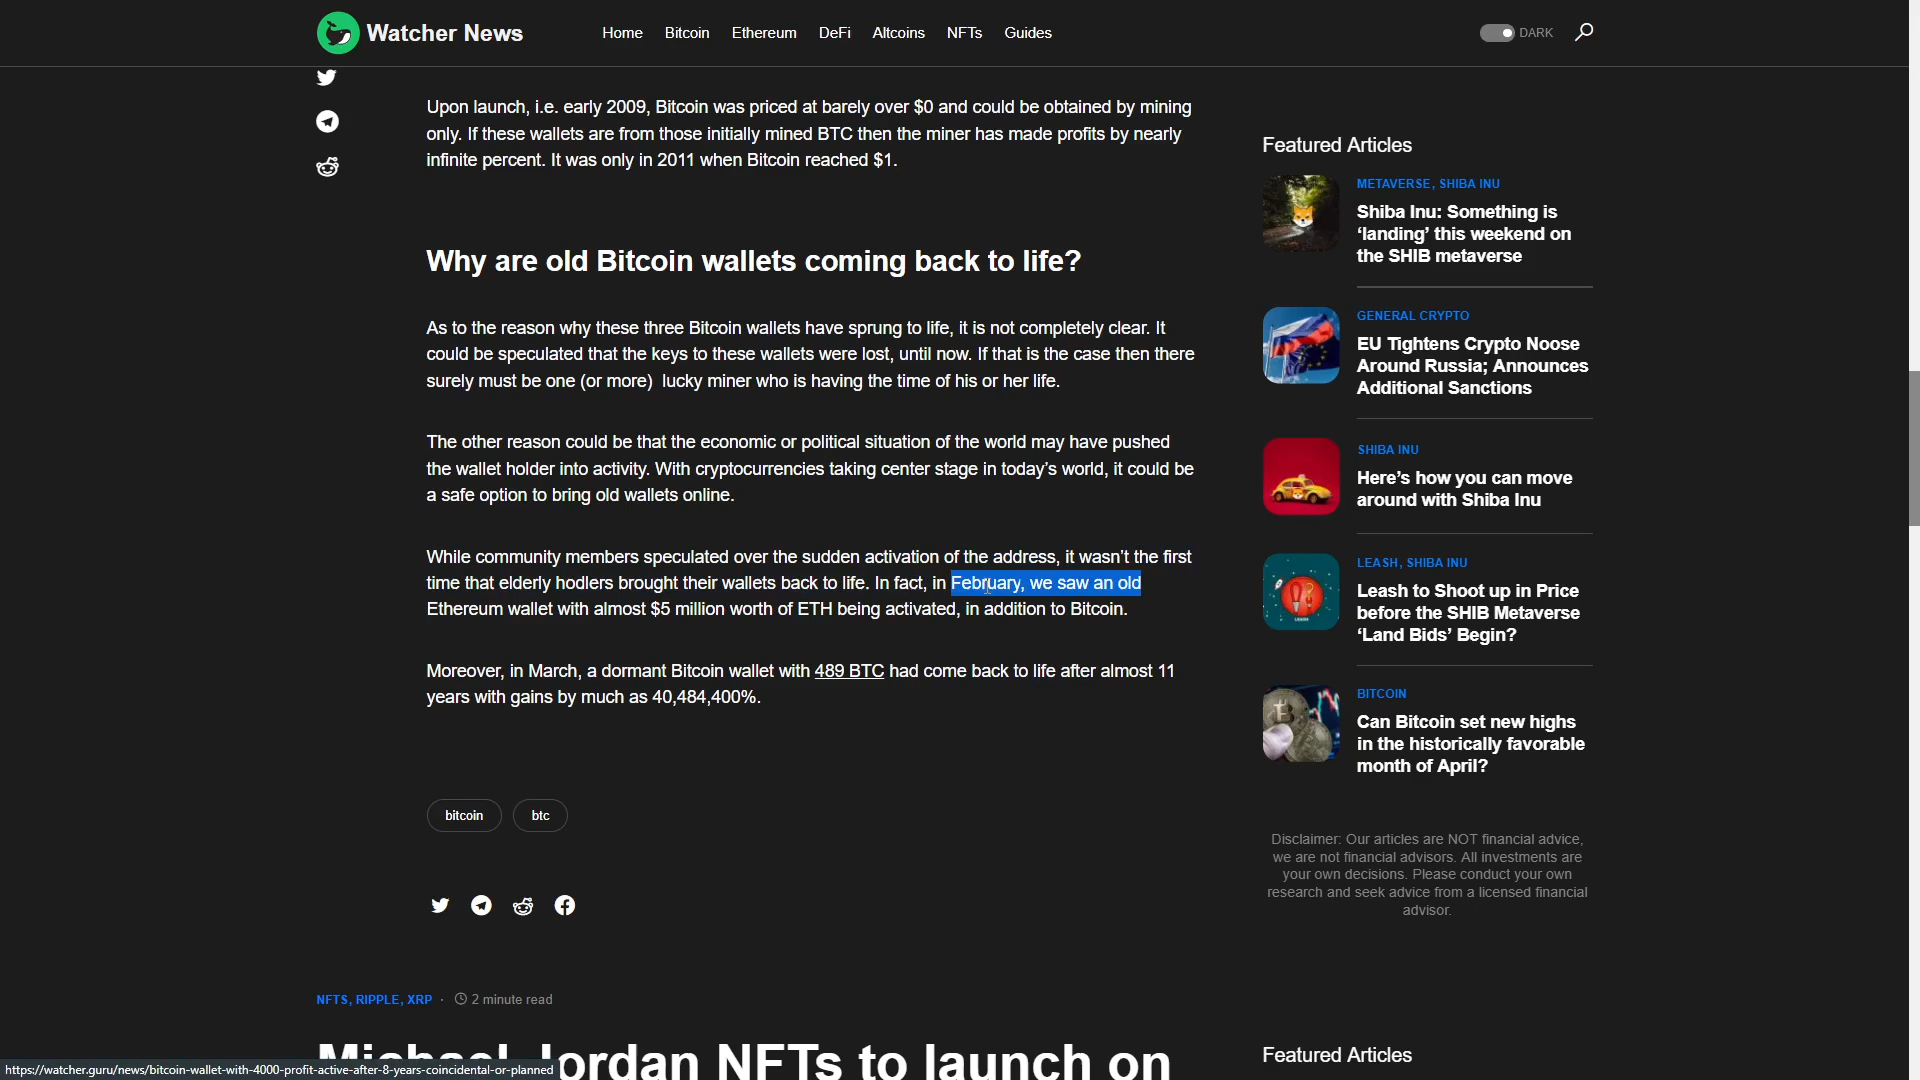 Watcher News
Home Bitcoin Ethereum DeFi Altcoins NFTs Guides
DARK
Upon launch, i.e. early 2009, Bitcoin was priced at barely over $0 and could be obtained by mining
only. If these wallets are from those initially mined BTC then the miner has made profits by nearly
infinite percent. It was only in 2011 when Bitcoin reached $1.
Why are old Bitcoin wallets coming back to life?
As to the reason why these three Bitcoin wallets have sprung to life, it is not completely clear. It
could be speculated that the keys to these wallets were lost, until now. If that is the case then there
surely must be one (or more)  lucky miner who is having the time of his or her life.
The other reason could be that the economic or political situation of the world may have pushed
the wallet holder into activity. With cryptocurrencies taking center stage in today’s world, it could be
a safe option to bring old wallets online.
While community members speculated over the sudden activation of the address, it wasn’t the first
time that elderly hodlers brought their wallets back to life. In fact, in February, we saw an old
Ethereum wallet with almost $5 million worth of ETH being activated, in addition to Bitcoin.
Moreover, in March, a dormant Bitcoin wallet with 489 BTC had come back to life after almost 11
years with gains by much as 40,484,400%.
bitcoin btc
Featured Articles
METAVERSE, SHIBA INU
Shiba Inu: Something is
‘landing’ this weekend on
the SHIB metaverse
GENERAL CRYPTO
EU Tightens Crypto Noose
Around Russia; Announces
Additional Sanctions
SHIBA INU
Here’s how you can move
around with Shiba Inu
LEASH, SHIBA INU
Leash to Shoot up in Price
before the SHIB Metaverse
‘Land Bids’ Begin?
BITCOIN
Can Bitcoin set new highs
in the historically favorable
month of April?
Disclaimer: Our articles are NOT financial advice,
we are not financial advisors. All investments are
your own decisions. Please conduct your own
research and seek advice from a licensed financial
advisor.
NFTS, RIPPLE, XRP · 2 minute read
Michael Jordan NFTs to launch on
Featured Articles
https://watcher.guru/news/bitcoin-wallet-with-4000-profit-active-after-8-years-coincidental-or-planned